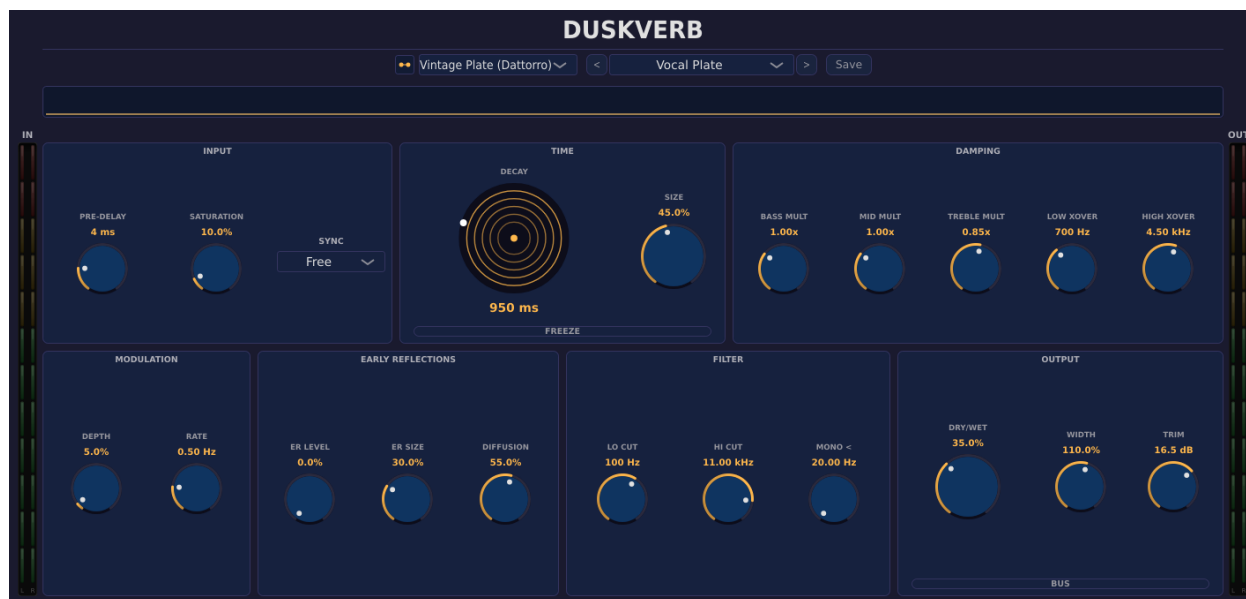 DUSKVERB
Vintage Plate (Dattorro)
<
Vocal Plate
>
Save
IN
OUT
INPUT
PRE-DELAY
4 ms
SATURATION
10.0%
SYNC
Free
TIME
DECAY
950 ms
SIZE
45.0%
FREEZE
DAMPING
BASS MULT
1.00x
MID MULT
1.00x
TREBLE MULT
0.85x
LOW XOVER
700 Hz
HIGH XOVER
4.50 kHz
MODULATION
DEPTH
5.0%
RATE
0.50 Hz
EARLY REFLECTIONS
ER LEVEL
0.0%
ER SIZE
30.0%
DIFFUSION
55.0%
FILTER
LO CUT
100 Hz
HI CUT
11.00 kHz
MONO <
20.00 Hz
OUTPUT
DRY/WET
35.0%
WIDTH
110.0%
TRIM
16.5 dB
BUS
L R